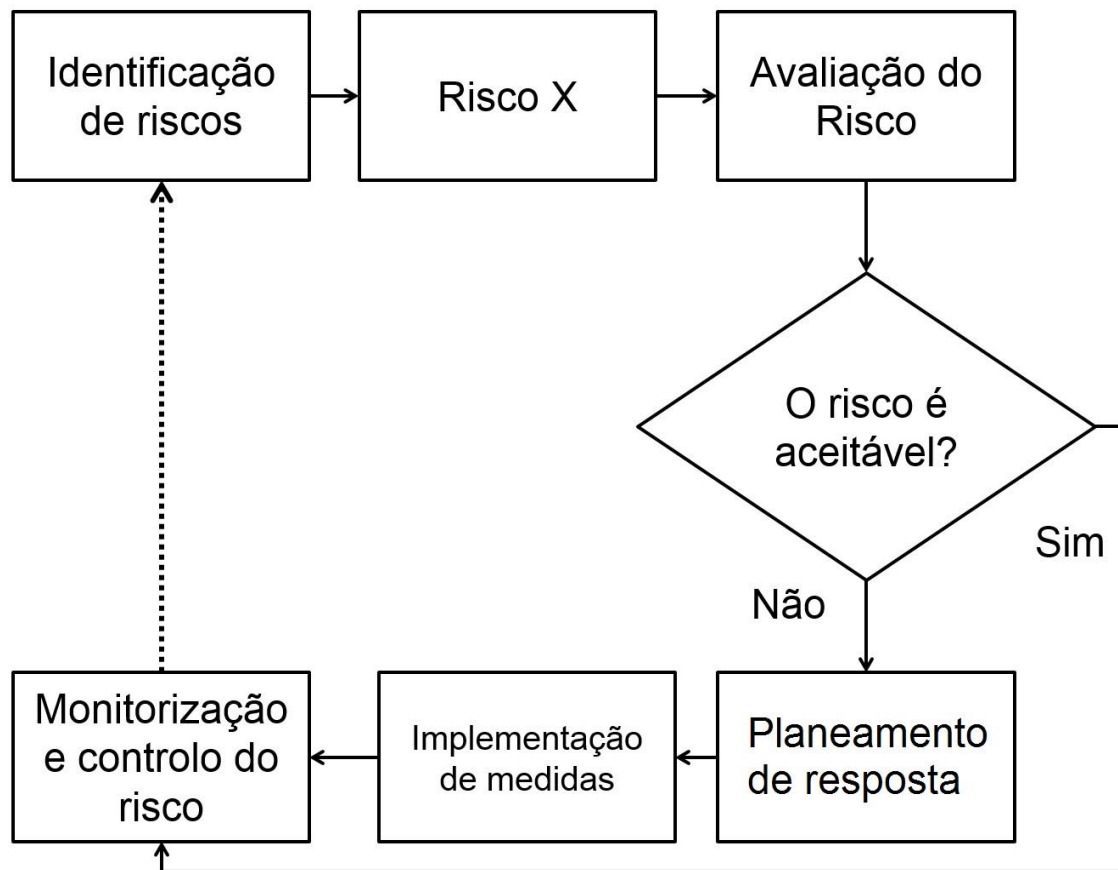 Identificação
de riscos
Risco X
Avaliação do
Risco
O risco é
aceitável?
Sim
Não
Monitorização
e controlo do
risco
Implementação
de medidas
Planeamento
de resposta